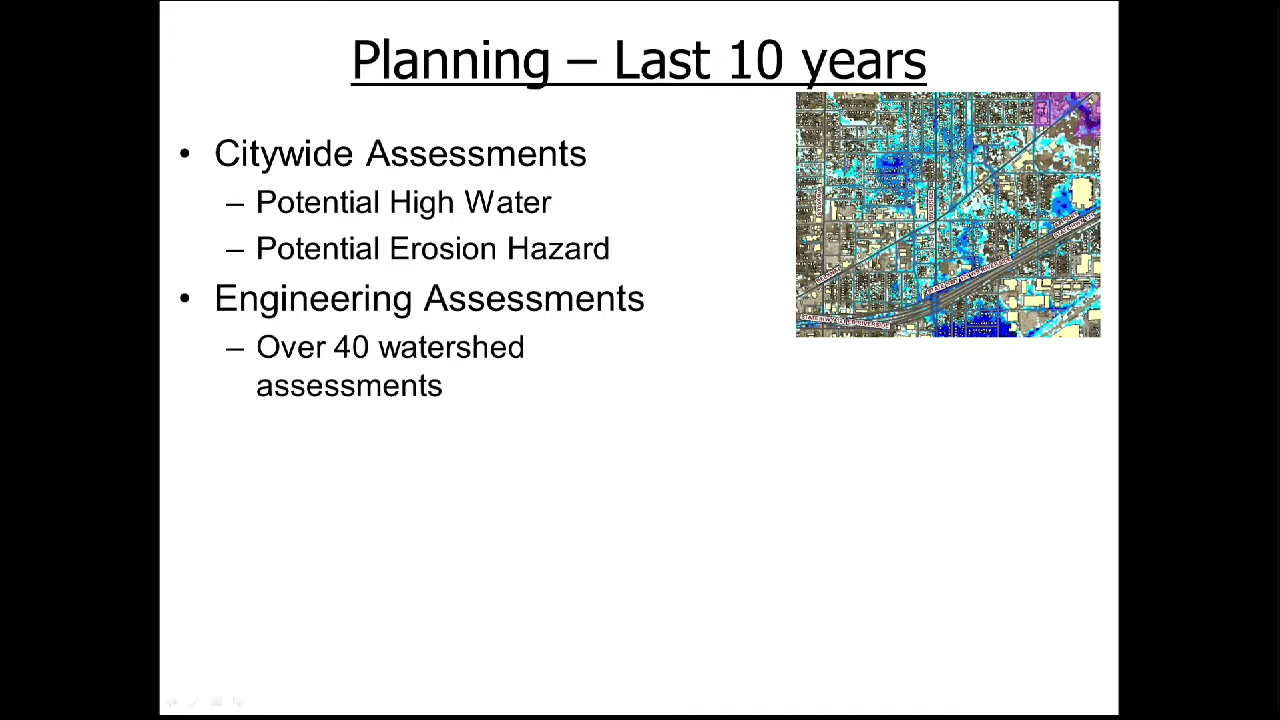 Planning – Last 10 years
• Citywide Assessments
– Potential High Water
– Potential Erosion Hazard
• Engineering Assessments
– Over 40 watershed
assessments